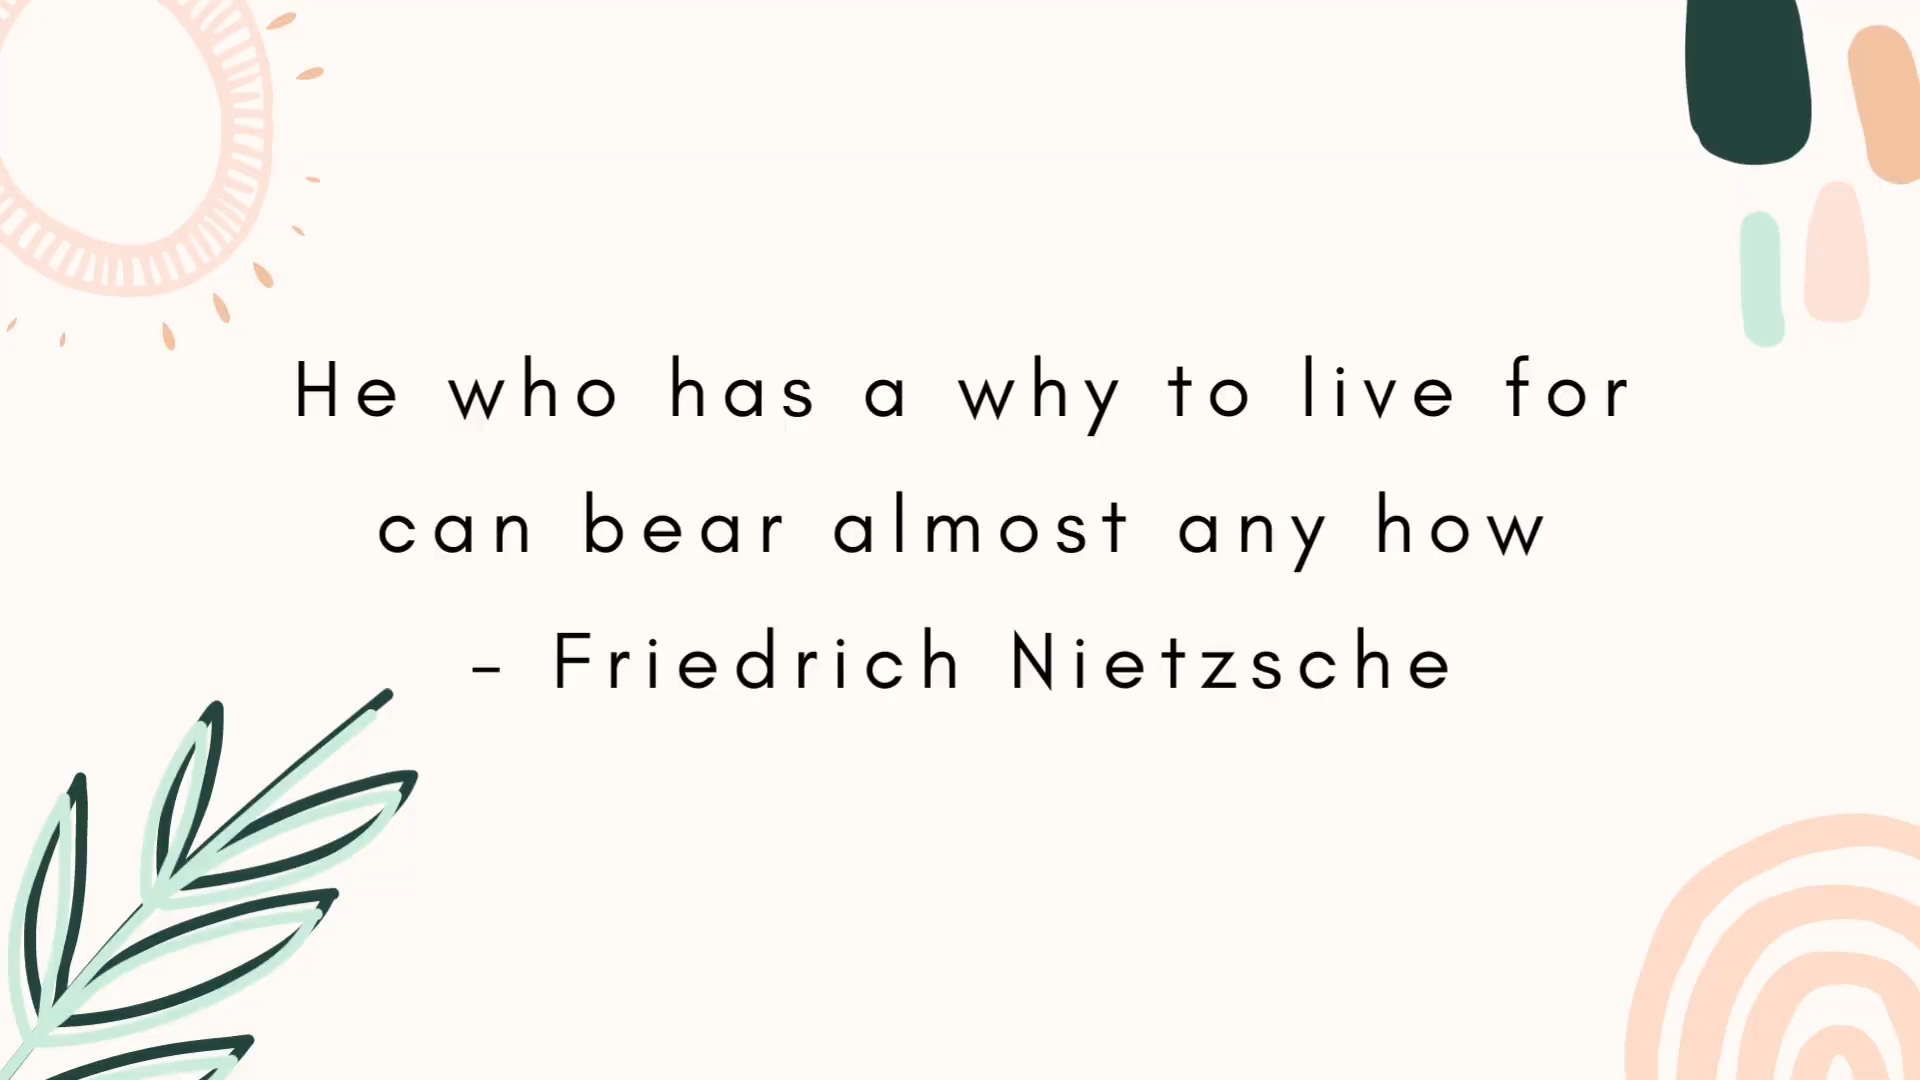 He who has a why to live for
can bear almost any how
- Friedrich Nietzsche